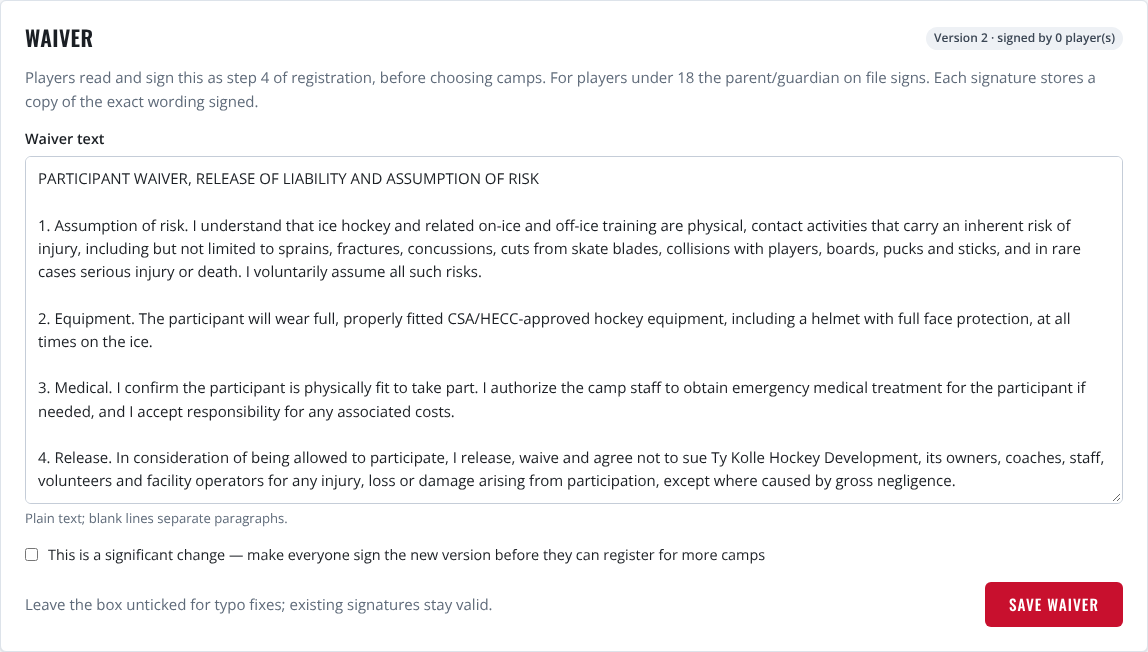 WAIVER
Version 2 · signed by 0 player(s)
Players read and sign this as step 4 of registration, before choosing camps. For players under 18 the parent/guardian on file signs. Each signature stores a
copy of the exact wording signed.
Waiver text
PARTICIPANT WAIVER, RELEASE OF LIABILITY AND ASSUMPTION OF RISK
1. Assumption of risk. I understand that ice hockey and related on-ice and off-ice training are physical, contact activities that carry an inherent risk of
injury, including but not limited to sprains, fractures, concussions, cuts from skate blades, collisions with players, boards, pucks and sticks, and in rare
cases serious injury or death. I voluntarily assume all such risks.
2. Equipment. The participant will wear full, properly fitted CSA/HECC-approved hockey equipment, including a helmet with full face protection, at all
times on the ice.
3. Medical. I confirm the participant is physically fit to take part. I authorize the camp staff to obtain emergency medical treatment for the participant if
needed, and I accept responsibility for any associated costs.
4. Release. In consideration of being allowed to participate, I release, waive and agree not to sue Ty Kolle Hockey Development, its owners, coaches, staff,
volunteers and facility operators for any injury, loss or damage arising from participation, except where caused by gross negligence.
Plain text; blank lines separate paragraphs.
This is a significant change — make everyone sign the new version before they can register for more camps
Leave the box unticked for typo fixes; existing signatures stay valid.
SAVE WAIVER